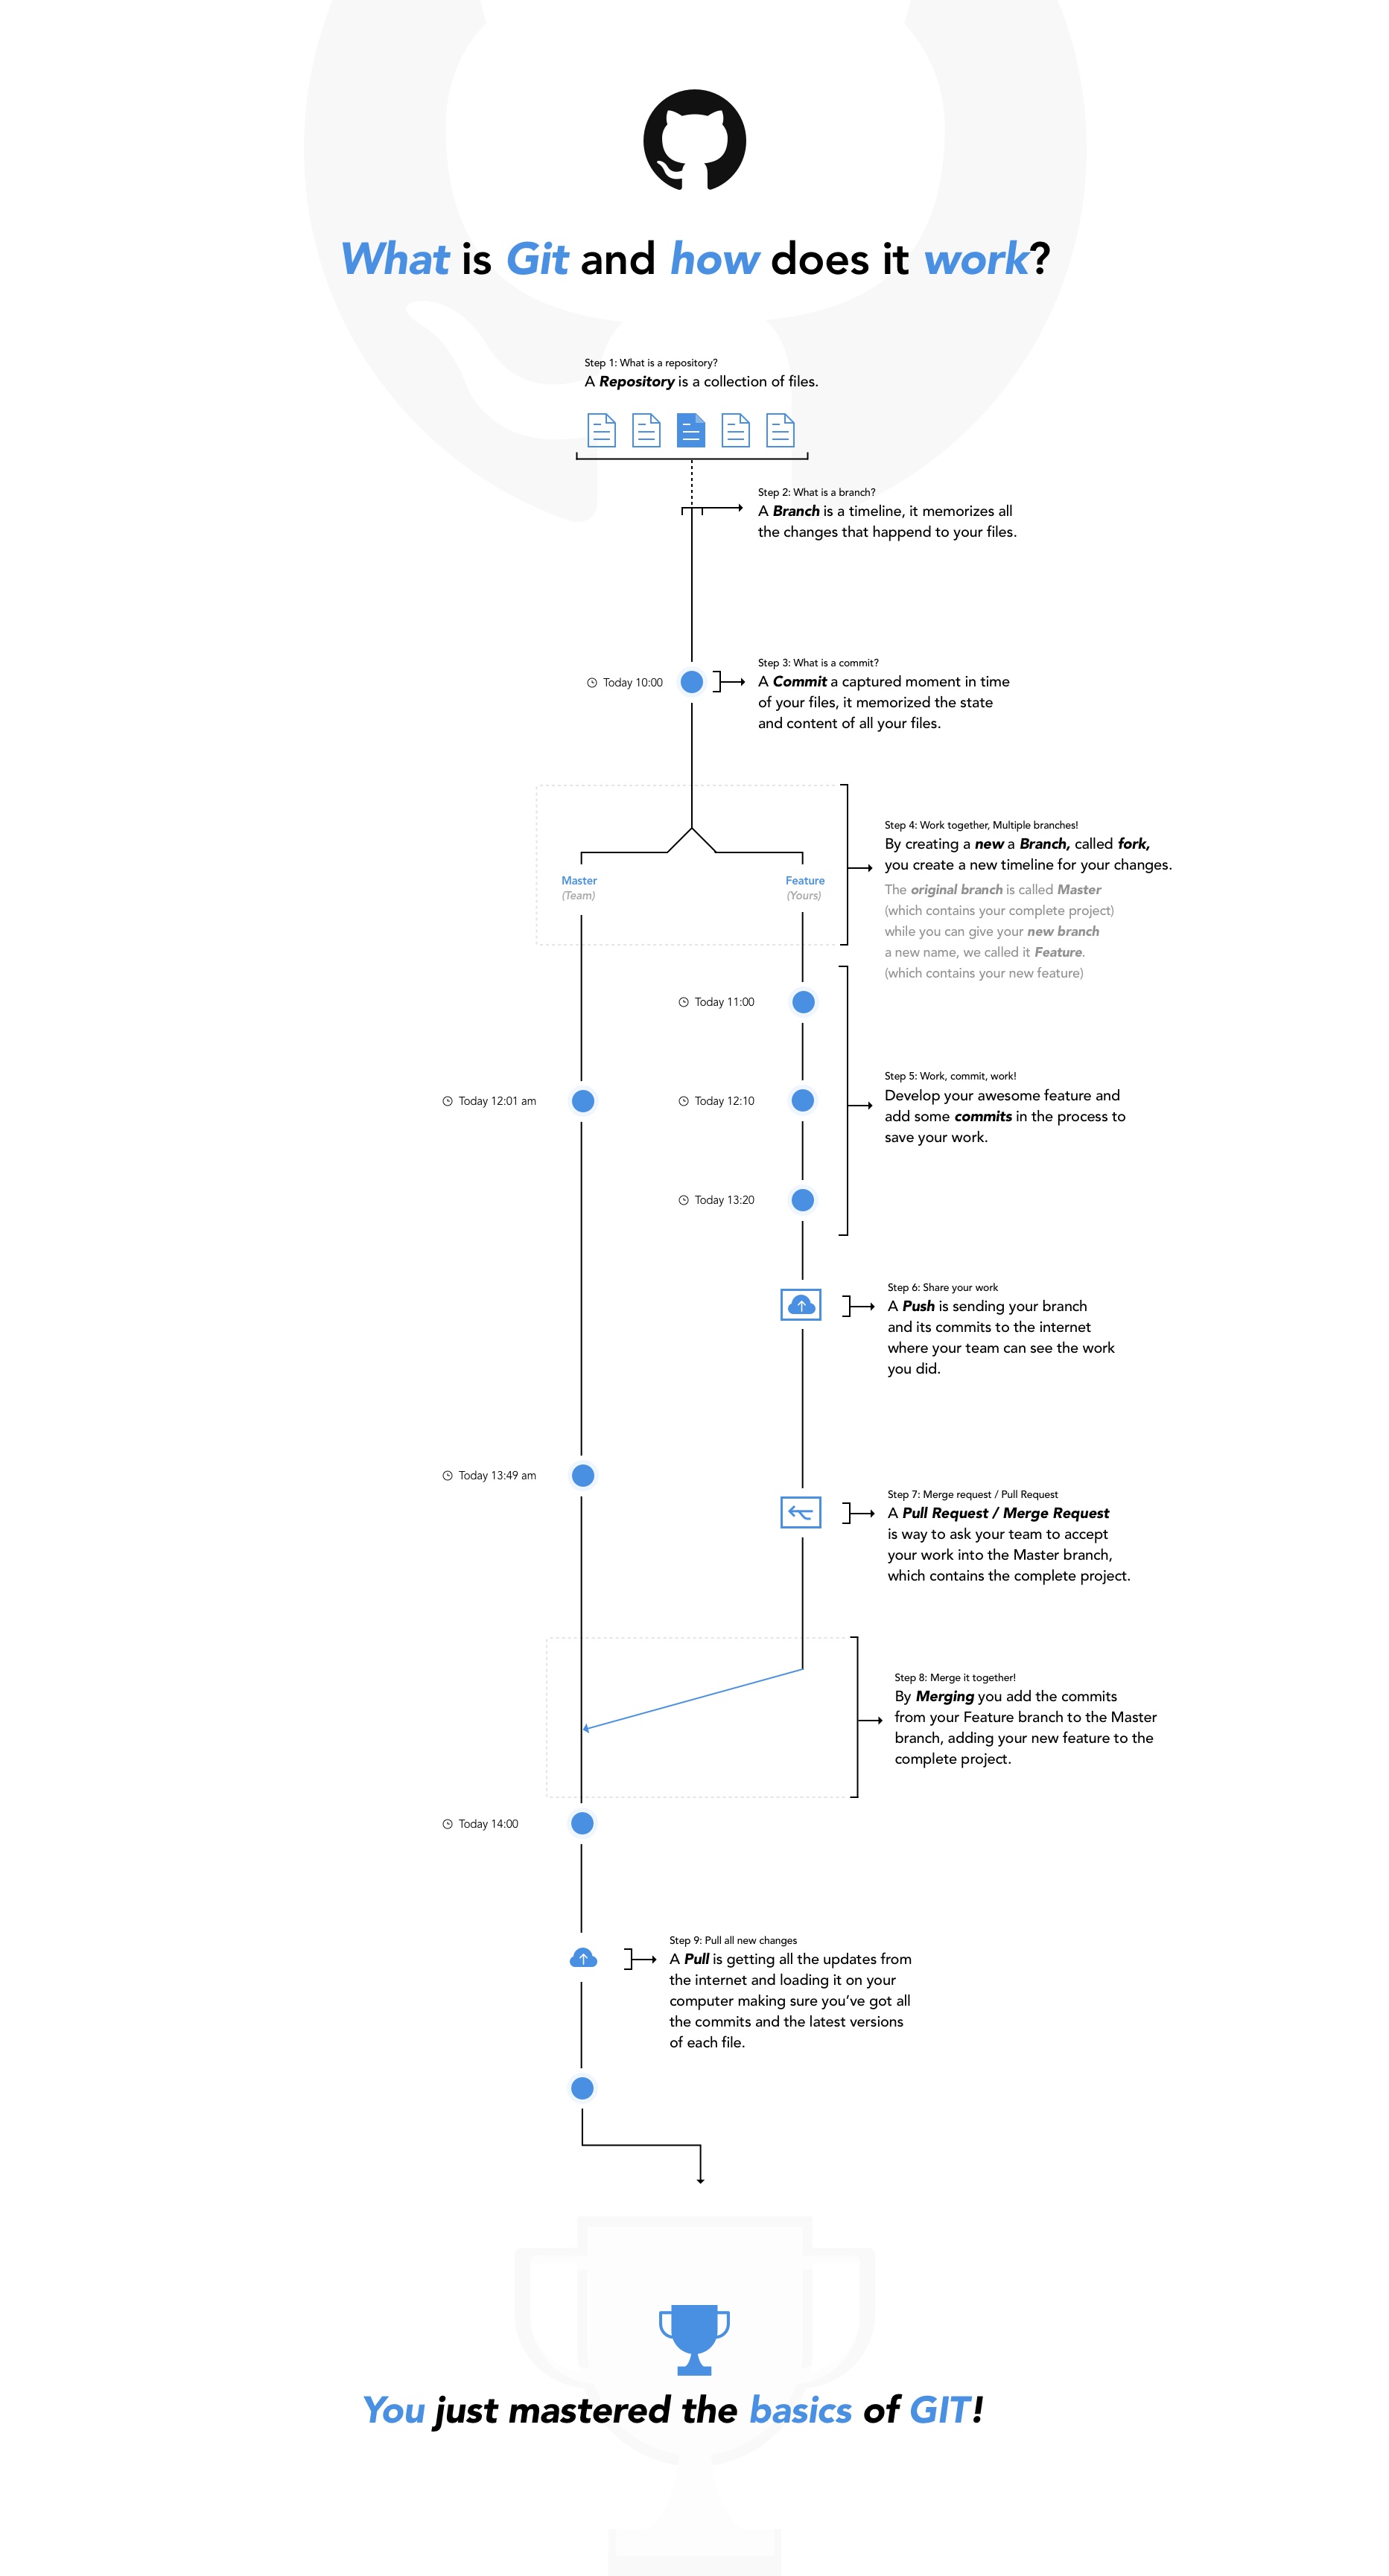 What is Git and how does it work?
Step 1: What is a repository?
A Repository is a collection of files.
Step 2: What is a branch?
A Branch is a timeline, it memorizes all
the changes that happend to your files.
Today 10:00
Step 3: What is a commit?
A Commit a captured moment in time
of your files, it memorized the state
and content of all your files.
Step 4: Work together, Multiple branches!
By creating a new a Branch, called fork,
you create a new timeline for your changes.
The original branch is called Master
(which contains your complete project)
while you can give your new branch
a new name, we called it Feature.
(which contains your new feature)
Master
(Team)
Feature
(Yours)
Today 11:00
Today 12:01 am
Today 12:10
Today 13:20
Step 5: Work, commit, work!
Develop your awesome feature and
add some commits in the process to
save your work.
Step 6: Share your work
A Push is sending your branch
and its commits to the internet
where your team can see the work
you did.
Today 13:49 am
Step 7: Merge request / Pull Request
A Pull Request / Merge Request
is way to ask your team to accept
your work into the Master branch,
which contains the complete project.
Step 8: Merge it together!
By Merging you add the commits
from your Feature branch to the Master
branch, adding your new feature to the
complete project.
Today 14:00
Step 9: Pull all new changes
A Pull is getting all the updates from
the internet and loading it on your
computer making sure you’ve got all
the commits and the latest versions
of each file.
You just mastered the basics of GIT!